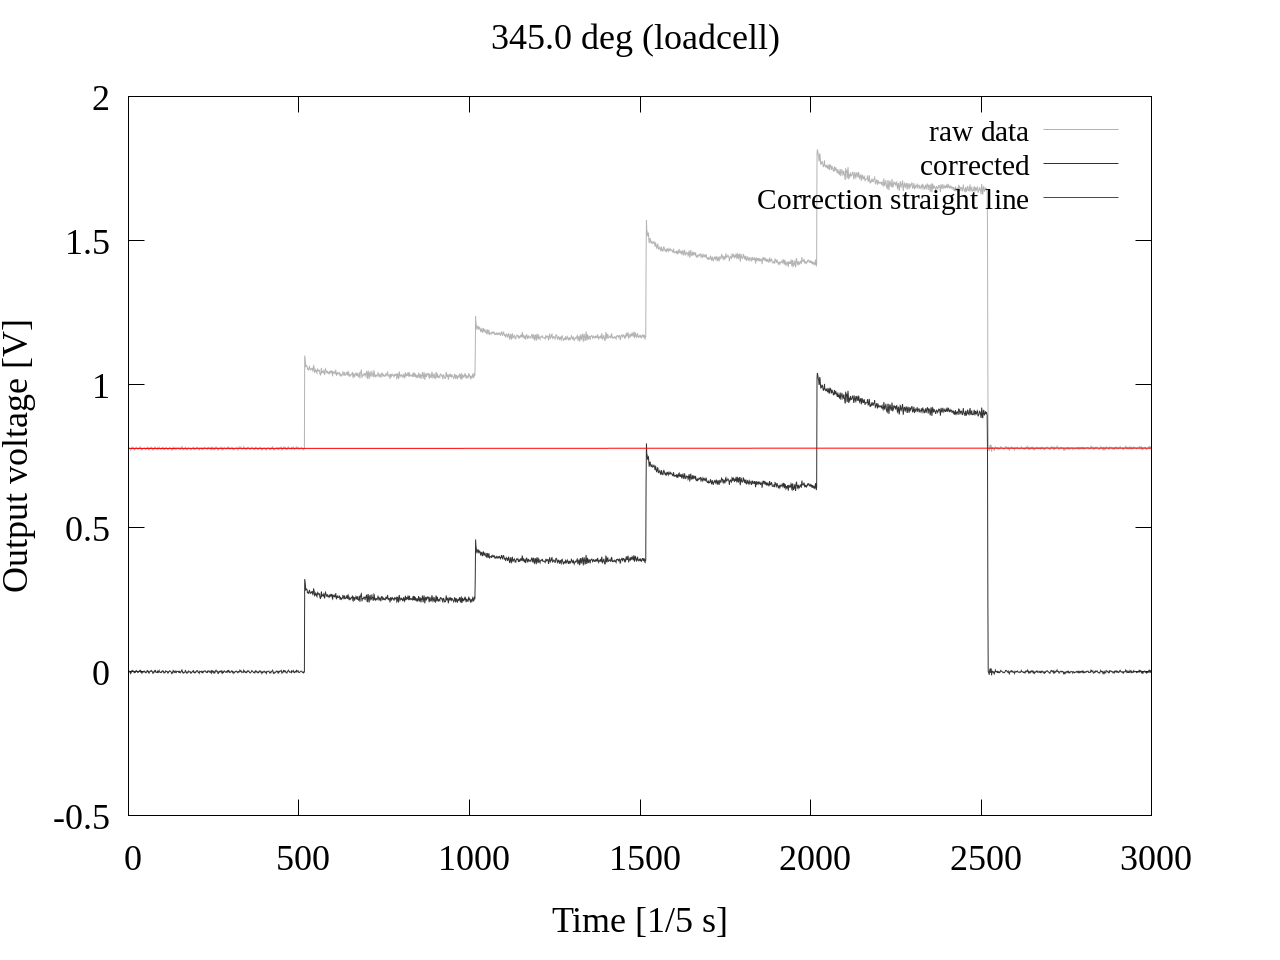 345.0 deg (loadcell)
raw data
corrected
Correction straight line
2
1.5
1
0.5
0
-0.5
Output voltage [V]
0 500 1000 1500 2000 2500 3000
Time [1/5 s]